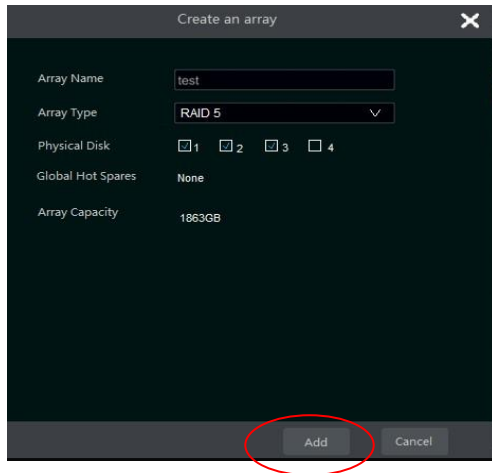 Create an array
Array Name test
Array Type RAID 5
Physical Disk 1 2 3 4
Global Hot Spares None
Array Capacity 1863GB
Add Cancel